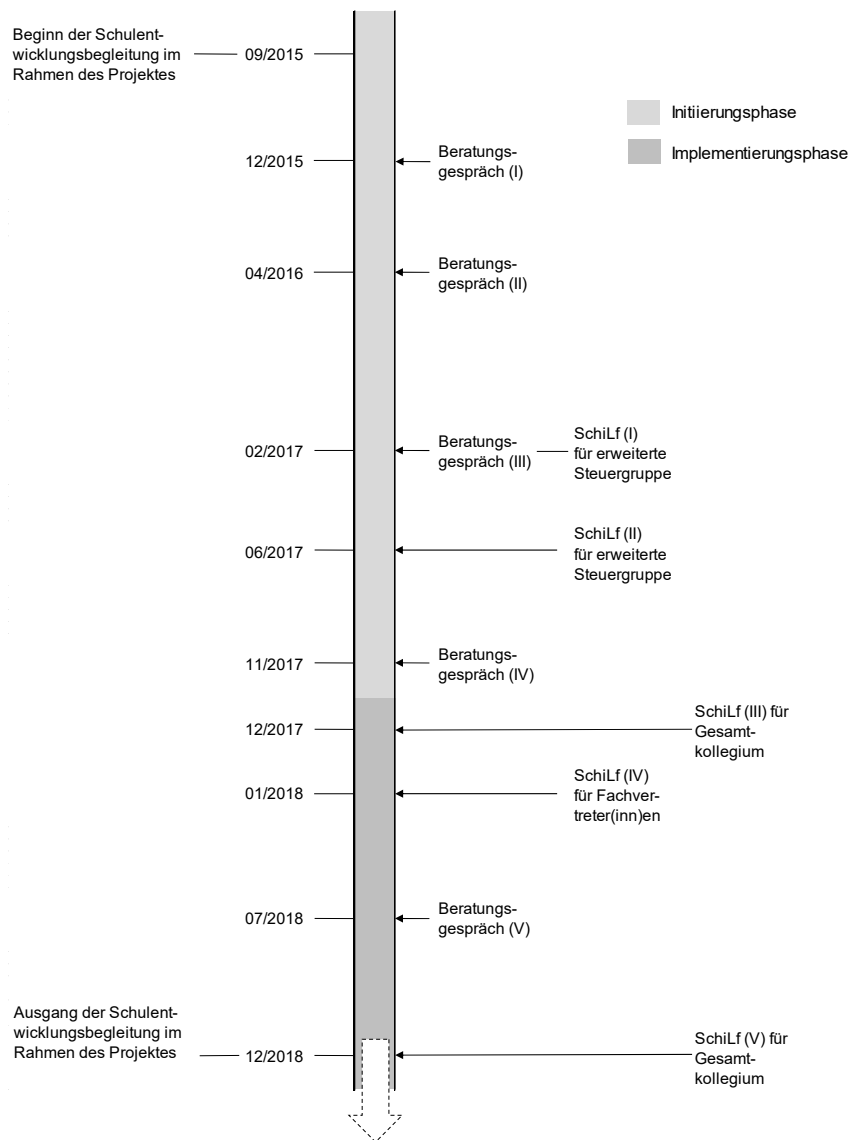 Beginn der Schulent-
wicklungsbegleitung im
Rahmen des Projektes
09/2015
Initiierungsphase
Implementierungsphase
12/2015
Beratungs-
gespräch (I)
04/2016
Beratungs-
gespräch (II)
02/2017
Beratungs-
gespräch (III)
SchiLf (I)
für erweiterte
Steuergruppe
06/2017
SchiLf (II)
für erweiterte
Steuergruppe
11/2017
Beratungs-
gespräch (IV)
12/2017
SchiLf (III) für
Gesamt-
kollegium
01/2018
SchiLf (IV)
für Fachver-
treter(inn)en
07/2018
Beratungs-
gespräch (V)
Ausgang der Schulent-
wicklungsbegleitung im
Rahmen des Projektes
12/2018
SchiLf (V) für
Gesamt-
kollegium